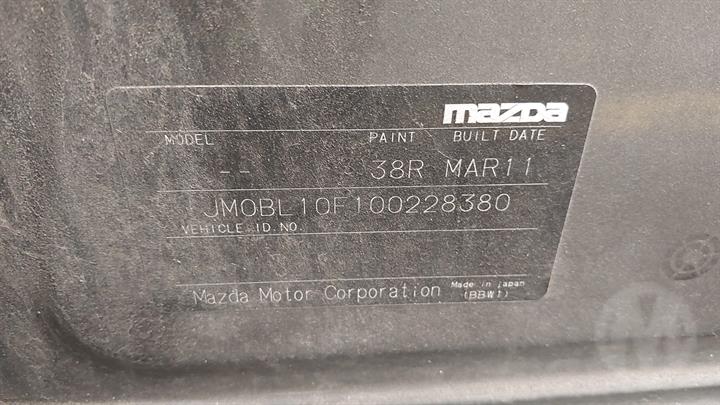 mazda
MODEL PAINT BUILT DATE
-- 38R MAR11
JM0BL10F100228380
VEHICLE ID NO.
Mazda Motor Corporation Made in japan
(BBW1)